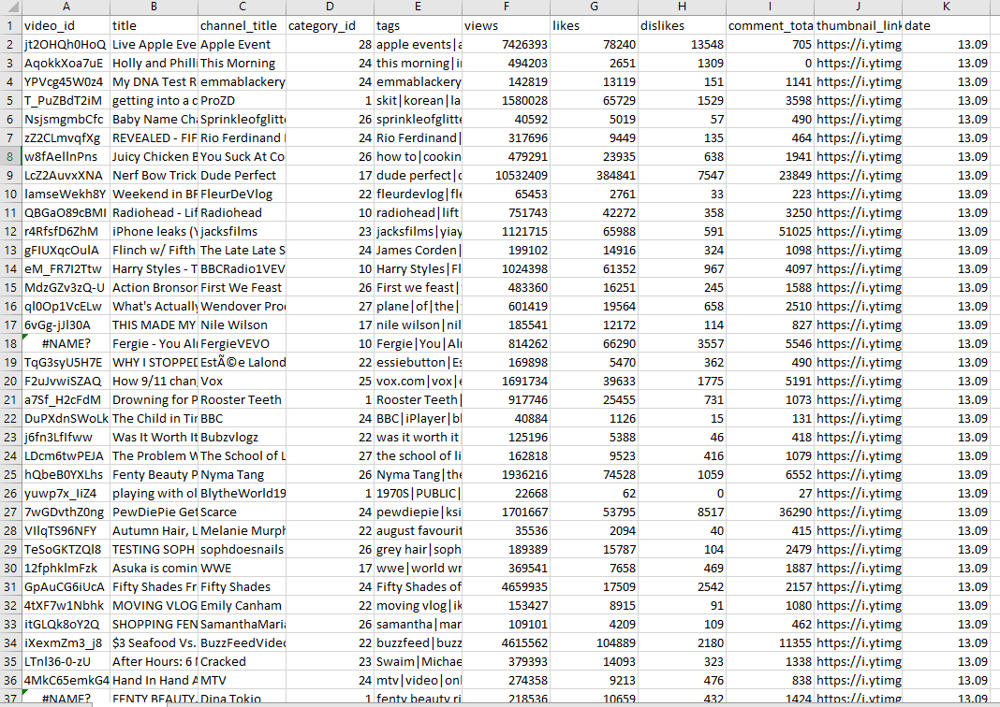 A B C D E F G H I J K
1 video_id title channel_title category_id tags views likes dislikes comment_tota thumbnail_link date
2 jt2OHQh0HoQ Live Apple Eve Apple Event 28 apple events|a 7426393 78240 13548 705 https://i.ytimg 13.09
3 AqokkXoa7uE Holly and Philli This Morning 24 this morning|i 494203 2651 1309 0 https://i.ytimg 13.09
4 YPVcg45W0z4 My DNA Test R emmablackery 24 emmablackery 142819 13119 151 1141 https://i.ytimg 13.09
5 T_PuZBdT2iM getting into a c ProZD 1 skit|korean|la 1580028 65729 1529 3598 https://i.ytimg 13.09
6 NsjsmgmbCfc Baby Name Cha Sprinkleofglitte 26 sprinkleofglitte 40592 5019 57 490 https://i.ytimg 13.09
7 zZ2CLmvqfXg REVEALED - FIF Rio Ferdinand 24 Rio Ferdinand| 317696 9449 135 464 https://i.ytimg 13.09
8 w8fAellnPns Juicy Chicken B You Suck At Co 26 how to|cookin 479291 23935 638 1941 https://i.ytimg 13.09
9 LcZ2AuvxXNA Nerf Bow Trick Dude Perfect 17 dude perfect|c 10532409 384841 7547 23849 https://i.ytimg 13.09
10 lamseWekh8Y Weekend in BF FleurDeVlog 22 fleurdevlog|fle 65453 2761 33 223 https://i.ytimg 13.09
11 QBGaO89cBMI Radiohead - Lif Radiohead 10 radiohead|lift| 751743 42272 358 3250 https://i.ytimg 13.09
12 r4RfsfD6ZhM iPhone leaks (Y jacksfilms 23 jacksfilms|yiay 1121715 65988 591 51025 https://i.ytimg 13.09
13 gFIUXqcOulA Flinch w/ Fifth The Late Late S 24 James Corden| 199102 14916 324 1098 https://i.ytimg 13.09
14 eM_FR7I2Ttw Harry Styles - T BBCRadio1VEV 10 Harry Styles|Fl 1024398 61352 967 4097 https://i.ytimg 13.09
15 MdzGZv3zQ-U Action Bronson First We Feast 26 First we feast| 483360 16251 245 1588 https://i.ytimg 13.09
16 ql0Op1VcELw What's Actually Wendover Pro 27 plane|of|the| 601419 19564 658 2510 https://i.ytimg 13.09
17 6vGg-jJl30A THIS MADE MY Nile Wilson 17 nile wilson|nil 185541 12172 114 827 https://i.ytimg 13.09
18 #NAME? Fergie - You Al FergieVEVO 10 Fergie|You|Al 814262 66290 3557 5546 https://i.ytimg 13.09
19 TqG3syU5H7E WHY I STOPPED EstÃ©e Lalond 22 essiebutton|Es 169898 5470 362 490 https://i.ytimg 13.09
20 F2uJvwiSZAQ How 9/11 chan Vox 25 vox.com|vox|e 1691734 39633 1775 5191 https://i.ytimg 13.09
21 a7Sf_H2cFdM Drowning for P Rooster Teeth 1 Rooster Teeth| 917746 25455 731 1073 https://i.ytimg 13.09
22 DuPXdnSWoLk The Child in Tir BBC 24 BBC|iPlayer|bl 40884 1126 15 131 https://i.ytimg 13.09
23 j6fn3LfIfww Was It Worth It Bubzvlogz 22 was it worth it 125196 5388 46 418 https://i.ytimg 13.09
24 LDcm6twPEJA The Problem W The School of L 27 the school of li 162818 9523 416 1079 https://i.ytimg 13.09
25 hQbeB0YXLhs Fenty Beauty P Nyma Tang 26 Nyma Tang|the 1936216 74528 1059 6552 https://i.ytimg 13.09
26 yuwp7x_IiZ4 playing with ol BlytheWorld19 1 1970S|PUBLIC| 22668 62 0 27 https://i.ytimg 13.09
27 7wGDvthZ0ng PewDiePie Get Scarce 24 pewdiepie|ksi 1701667 53795 8517 36290 https://i.ytimg 13.09
28 VIlqTS96NFY Autumn Hair, L Melanie Murph 22 august favourit 35536 2094 40 415 https://i.ytimg 13.09
29 TeSoGKTZQl8 TESTING SOPH sophdoesnails 26 grey hair|soph 189389 15787 104 2479 https://i.ytimg 13.09
30 12fphklmFzk Asuka is comin WWE 17 wwe|world wr 369541 7658 469 1887 https://i.ytimg 13.09
31 GpAuCG6iUcA Fifty Shades Fr Fifty Shades 24 Fifty Shades of 4659935 17509 2542 2157 https://i.ytimg 13.09
32 4tXF7w1Nbhk MOVING VLOG Emily Canham 22 moving vlog|ik 153427 8915 91 1080 https://i.ytimg 13.09
33 itGLQk8oY2Q SHOPPING FEN SamanthaMaria 26 samantha|mar 109101 4209 109 462 https://i.ytimg 13.09
34 iXexmZm3_j8 $3 Seafood Vs. BuzzFeedVideo 22 buzzfeed|buzz 4615562 104889 2180 11355 https://i.ytimg 13.09
35 LTnl36-0-zU After Hours: 6 Cracked 23 Swaim|Michae 379393 14093 323 1338 https://i.ytimg 13.09
36 4MkC65emkG4 Hand In Hand A MTV 24 mtv|video|onl 274358 9213 476 838 https://i.ytimg 13.09
37 #NAME? FENTY BEAUTY. Dina Tokio 1 fenty beauty ri 218536 10659 432 1424 https://i.ytimg 13.09